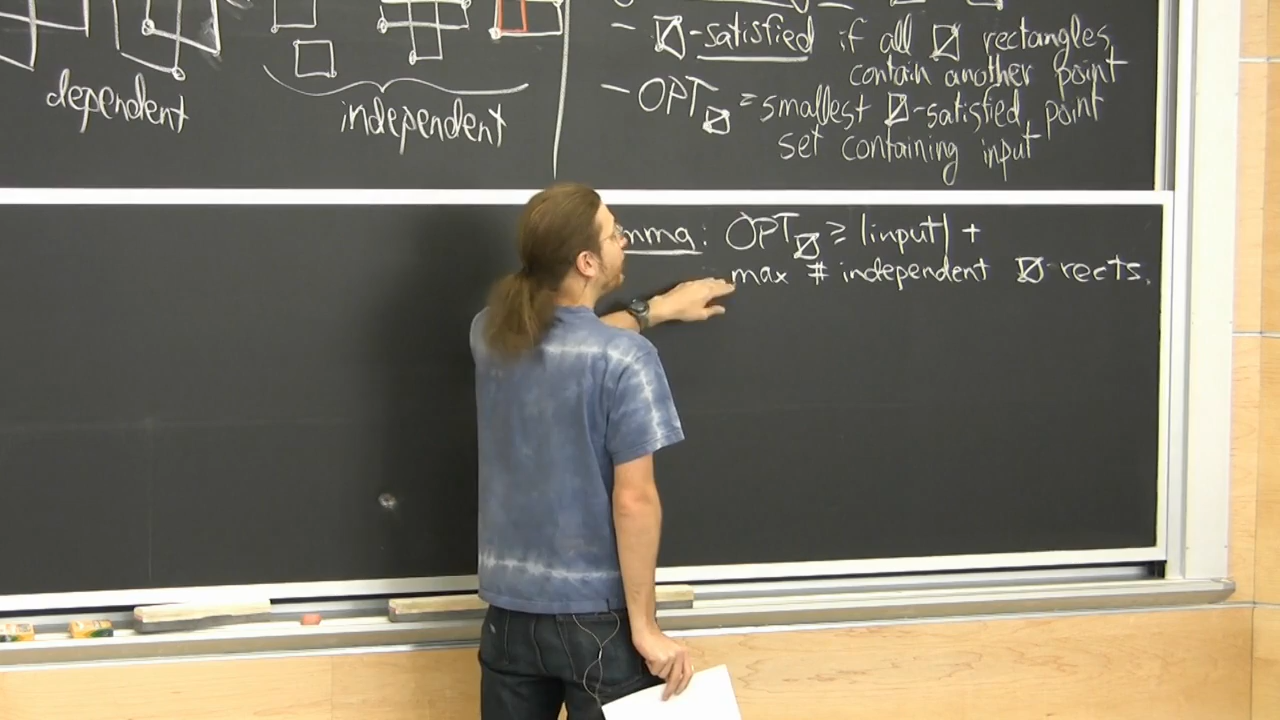 dependent
independent
– ⧄-satisfied if all ⧄ rectangles
contain another point
– OPT⧄ = smallest ⧄-satisfied point
set containing input
mma: OPT⧄ ≥ |input| +
max # independent ⧄ rects.